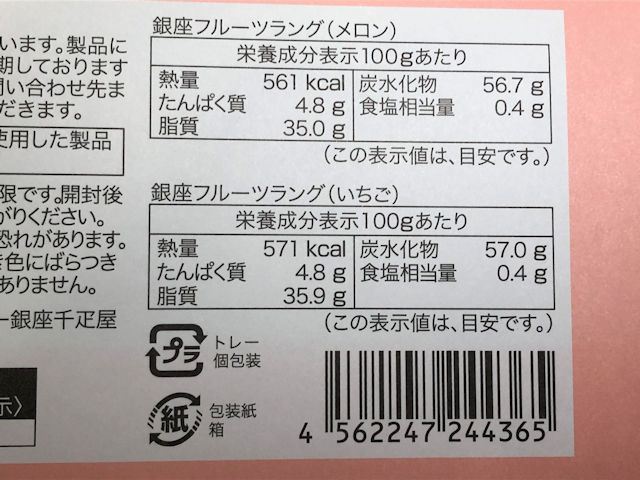 います。製品に
期しております
問い合わせ先ま
だきます。
使用した製品
限です。開封後
がりください。
恐れがあります。
き色にばらつき
ありません。
ー銀座千疋屋
示〉
銀座フルーツラング(メロン)
栄養成分表示100gあたり
熱量 561 kcal 炭水化物 56.7 g
たんぱく質 4.8 g 食塩相当量 0.4 g
脂質 35.0 g
(この表示値は、目安です。)
銀座フルーツラング(いちご)
栄養成分表示100gあたり
熱量 571 kcal 炭水化物 57.0 g
たんぱく質 4.8 g 食塩相当量 0.4 g
脂質 35.9 g
(この表示値は、目安です。)
プラ トレー
個包装
紙 包装紙
箱
4 562247 244365